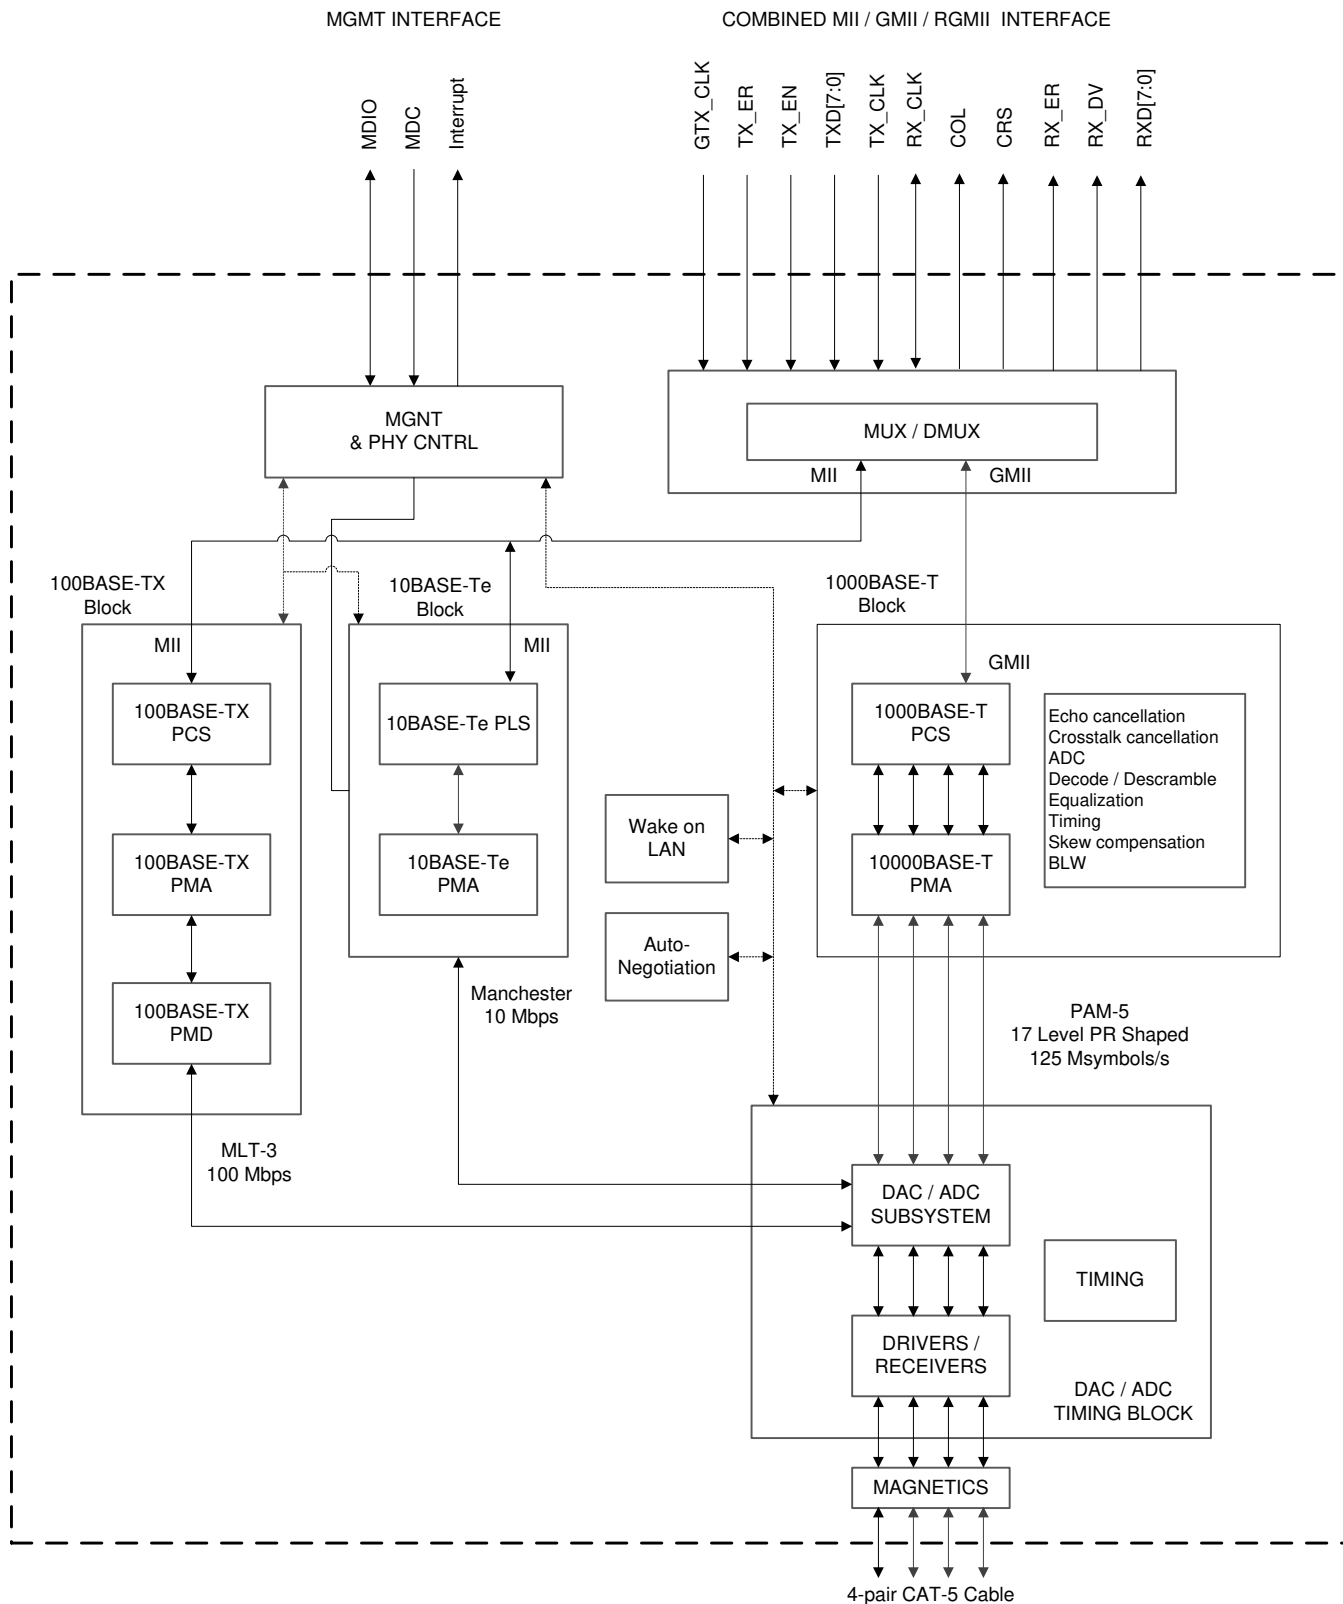 MGMT INTERFACE
COMBINED MII / GMII / RGMII INTERFACE
MDIO
MDC
Interrupt
GTX_CLK
TX_ER
TX_EN
TXD[7:0]
TX_CLK
RX_CLK
COL
CRS
RX_ER
RX_DV
RXD[7:0]
MGNT
& PHY CNTRL
MUX / DMUX
MII
GMII
100BASE-TX
Block
10BASE-Te
Block
1000BASE-T
Block
MII
MII
GMII
100BASE-TX
PCS
10BASE-Te PLS
1000BASE-T
PCS
Echo cancellation
Crosstalk cancellation
ADC
Decode / Descramble
Equalization
Timing
Skew compensation
BLW
Wake on
LAN
100BASE-TX
PMA
10BASE-Te
PMA
10000BASE-T
PMA
Auto-
Negotiation
100BASE-TX
PMD
Manchester
10 Mbps
PAM-5
17 Level PR Shaped
125 Msymbols/s
MLT-3
100 Mbps
DAC / ADC
SUBSYSTEM
TIMING
DRIVERS /
RECEIVERS
DAC / ADC
TIMING BLOCK
MAGNETICS
4-pair CAT-5 Cable